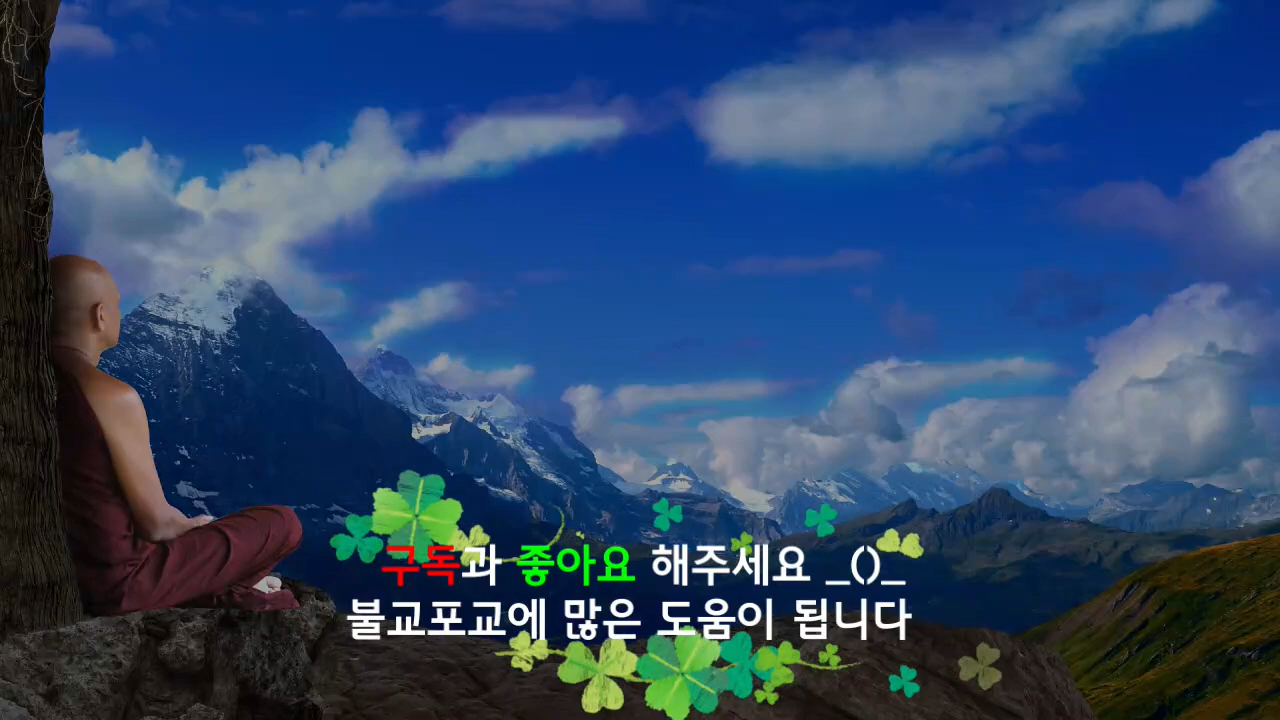 구독과 좋아요 해주세요 _()_
불교포교에 많은 도움이 됩니다